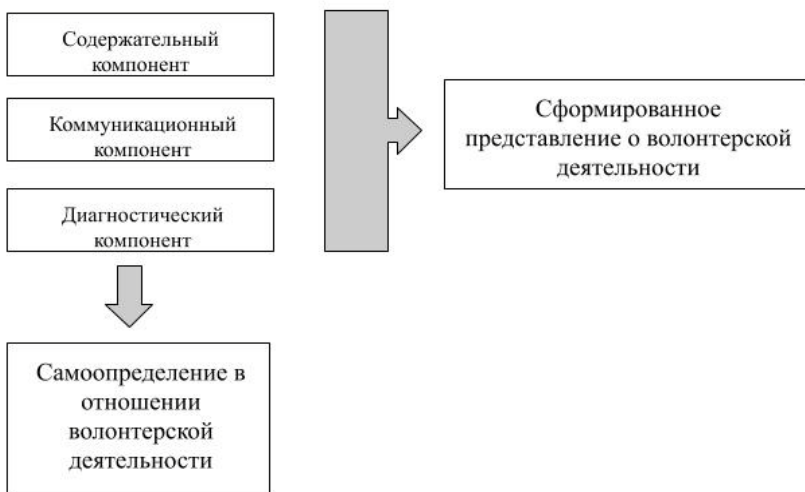 Содержательный
компонент
Коммуникационный
компонент
Диагностический
компонент
Сформированное
представление о волонтерской
деятельности
Самоопределение в
отношении
волонтерской
деятельности